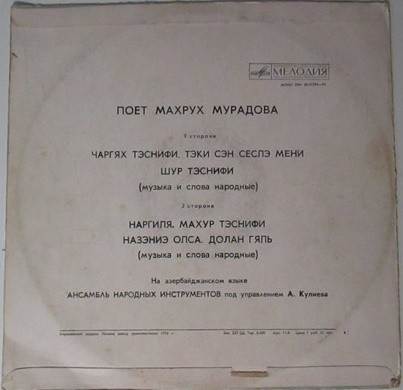 МЕЛОДИЯ
ПОЕТ МАХРУХ МУРАДОВА
1 сторона
ЧАРГЯХ ТЭСНИФИ. ТЭКИ СЭН СЕСЛЭ МЕНИ
ШУР ТЭСНИФИ
(музыка и слова народные)
2 сторона
НАРГИЛЯ. МАХУР ТЭСНИФИ
НАЗЭНИЭ ОЛСА. ДОЛАН ГЯЛЬ
(музыка и слова народные)
На азербайджанском языке
АНСАМБЛЬ НАРОДНЫХ ИНСТРУМЕНТОВ под управлением А. Кулиева